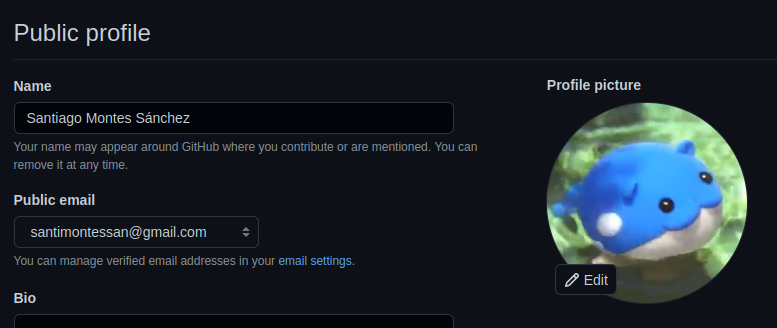 Public profile
Name
Santiago Montes Sánchez
Your name may appear around GitHub where you contribute or are mentioned. You can
remove it at any time.
Public email
santimontessan@gmail.com
You can manage verified email addresses in your email settings.
Bio
Profile picture
Edit